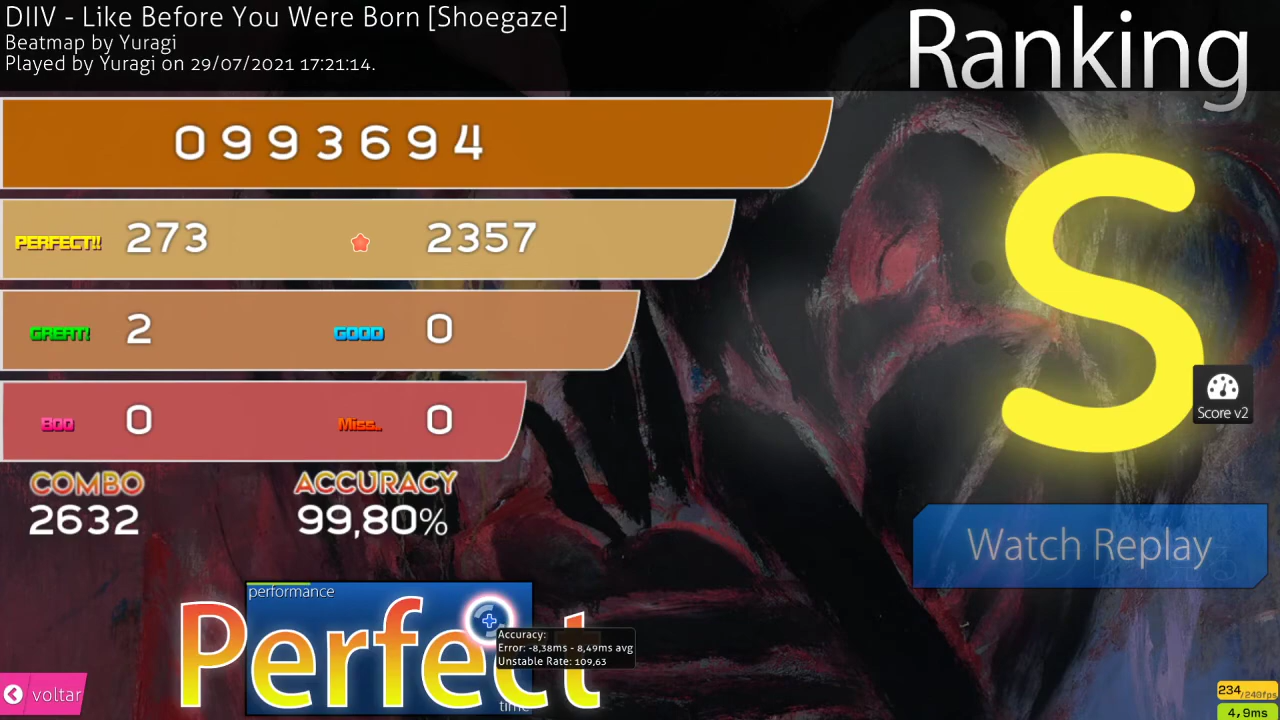 DIIV - Like Before You Were Born [Shoegaze]
Beatmap by Yuragi
Played by Yuragi on 29/07/2021 17:21:14.
Ranking
0993694
PERFECT!! 273 2357
GREAT! 2 GOOD 0
BOO 0 Miss.. 0
S
Score v2
COMBO ACCURACY
2632 99,80%
Watch Replay
performance
Perfect
Accuracy:
Error: -8,38ms - 8,49ms avg
Unstable Rate: 109,63
time
voltar
234/240fps
4,9ms